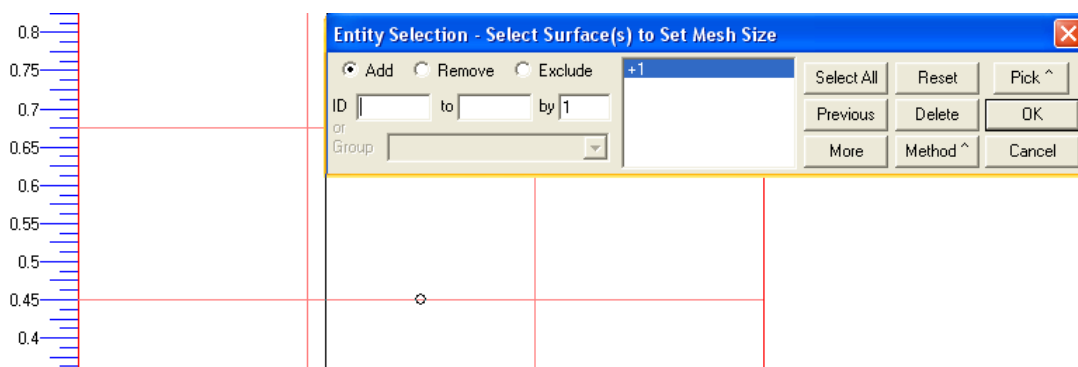 Entity Selection - Select Surface(s) to Set Mesh Size
Add Remove Exclude
ID to by 1
or
Group
+1
Select All Reset Pick ^
Previous Delete OK
More Method ^ Cancel
0.8
0.75
0.7
0.65
0.6
0.55
0.5
0.45
0.4